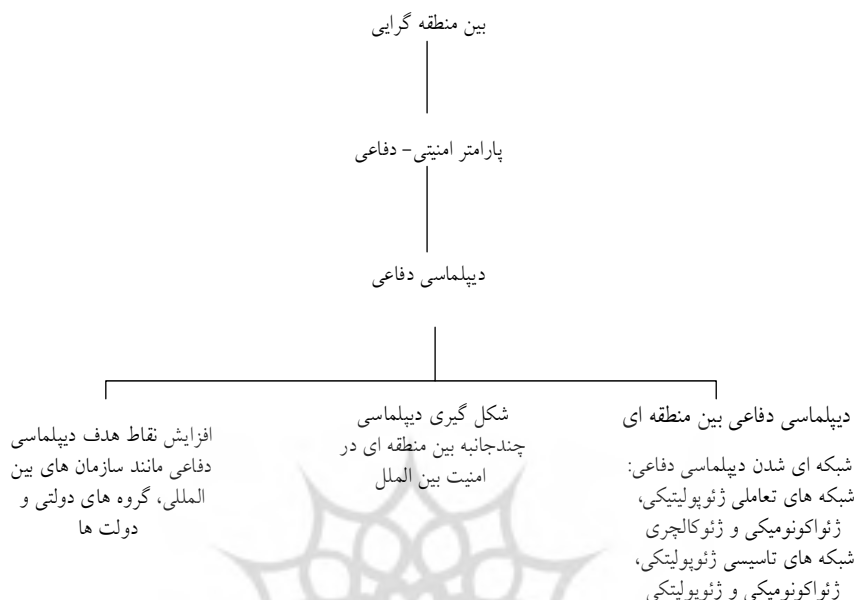 بین منطقه گرایی
پارامتر امنیتی- دفاعی
دیپلماسی دفاعی
دیپلماسی دفاعی بین منطقه ای
شبکه ای شدن دیپلماسی دفاعی:
شبکه های تعاملی ژئوپولیتیکی،
ژئواکونومیکی و ژئوکالچری
شبکه های تاسیسی ژئوپولتیکی،
ژئواکونومیکی و ژئوپولیتکی
شکل گیری دیپلماسی
چندجانبه بین منطقه ای در
امنیت بین الملل
افزایش نقاط هدف دیپلماسی
دفاعی مانند سازمان های بین
المللی، گروه های دولتی و
دولت ها